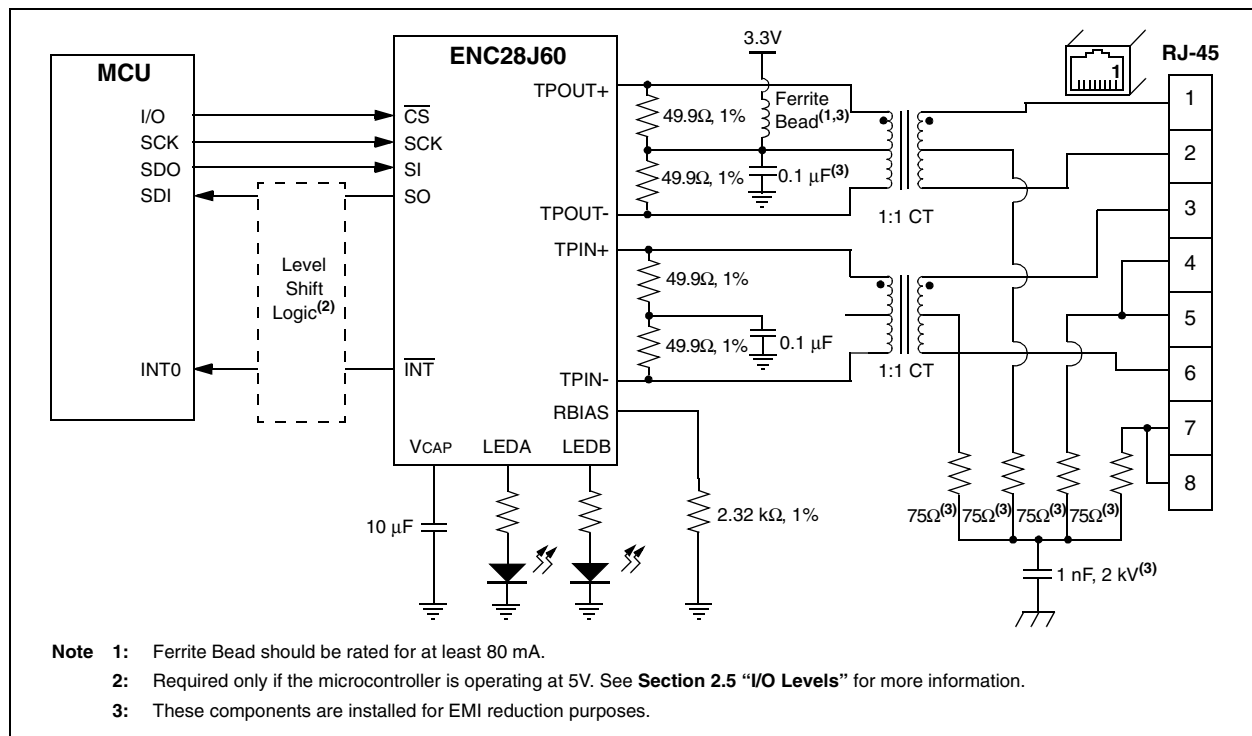 MCU
I/O
SCK
SDO
SDI
INT0
Level
Shift
Logic(2)
ENC28J60
CS
SCK
SI
SO
INT
TPOUT+
TPOUT-
TPIN+
TPIN-
RBIAS
VCAP
LEDA
LEDB
10 µF
2.32 kΩ, 1%
3.3V
Ferrite
Bead(1,3)
49.9Ω, 1%
49.9Ω, 1%
0.1 µF(3)
1:1 CT
49.9Ω, 1%
49.9Ω, 1%
0.1 µF
1:1 CT
1
RJ-45
1
2
3
4
5
6
7
8
75Ω(3)
75Ω(3)
75Ω(3)
75Ω(3)
1 nF, 2 kV(3)
Note 1: Ferrite Bead should be rated for at least 80 mA.
2: Required only if the microcontroller is operating at 5V. See Section 2.5 “I/O Levels” for more information.
3: These components are installed for EMI reduction purposes.